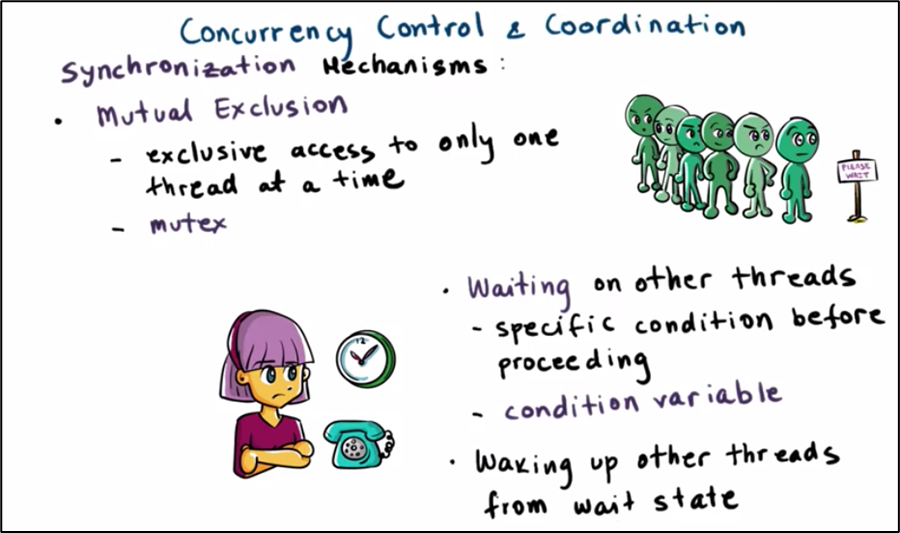 Concurrency Control & Coordination
Synchronization Mechanisms:
• Mutual Exclusion
- exclusive access to only one
thread at a time
- mutex
PLEASE
WAIT
• Waiting on other threads
- specific condition before
proceeding
- condition variable
• Waking up other threads
from wait state
12